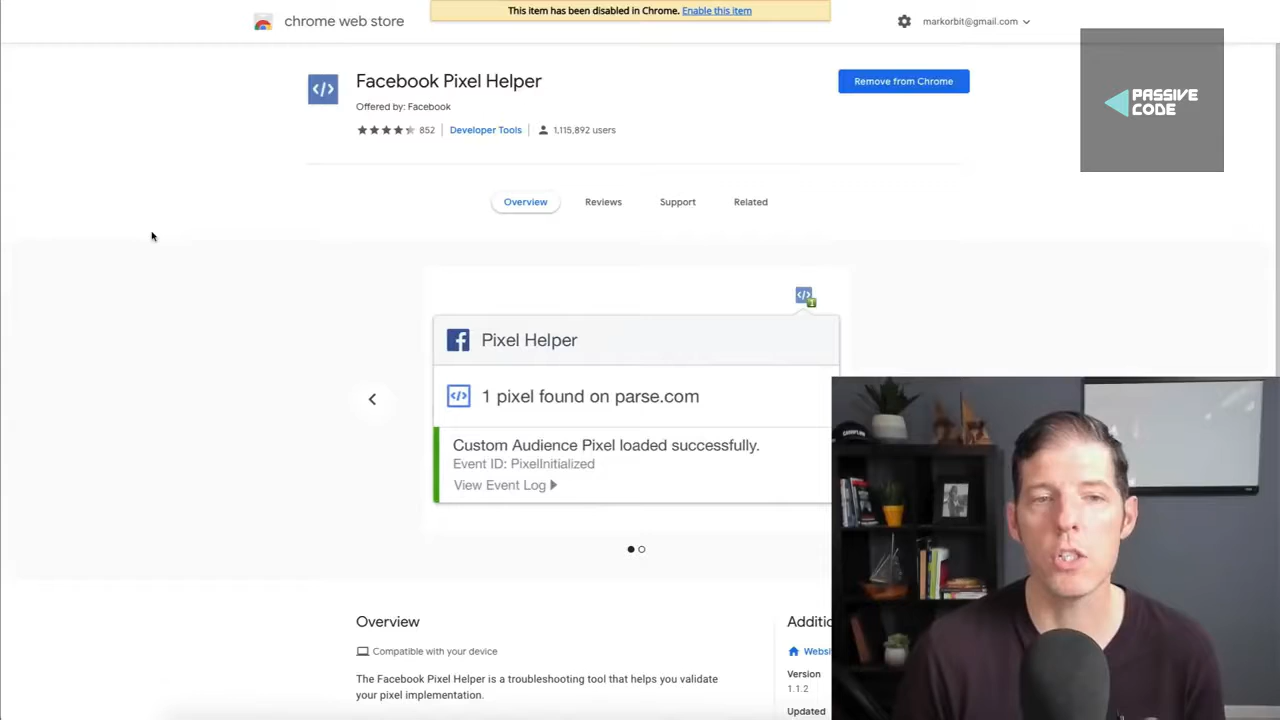 This item has been disabled in Chrome. Enable this item
chrome web store
markorbit@gmail.com
PASSIVE CODE
Facebook Pixel Helper
Remove from Chrome
Offered by: Facebook
852
Developer Tools
1,115,892 users
Overview
Reviews
Support
Related
Pixel Helper
1 pixel found on parse.com
Custom Audience Pixel loaded successfully.
Event ID: PixelInitialized
View Event Log
Overview
Compatible with your device
The Facebook Pixel Helper is a troubleshooting tool that helps you validate
your pixel implementation.
Additio
Websi
Version
1.1.2
Updated